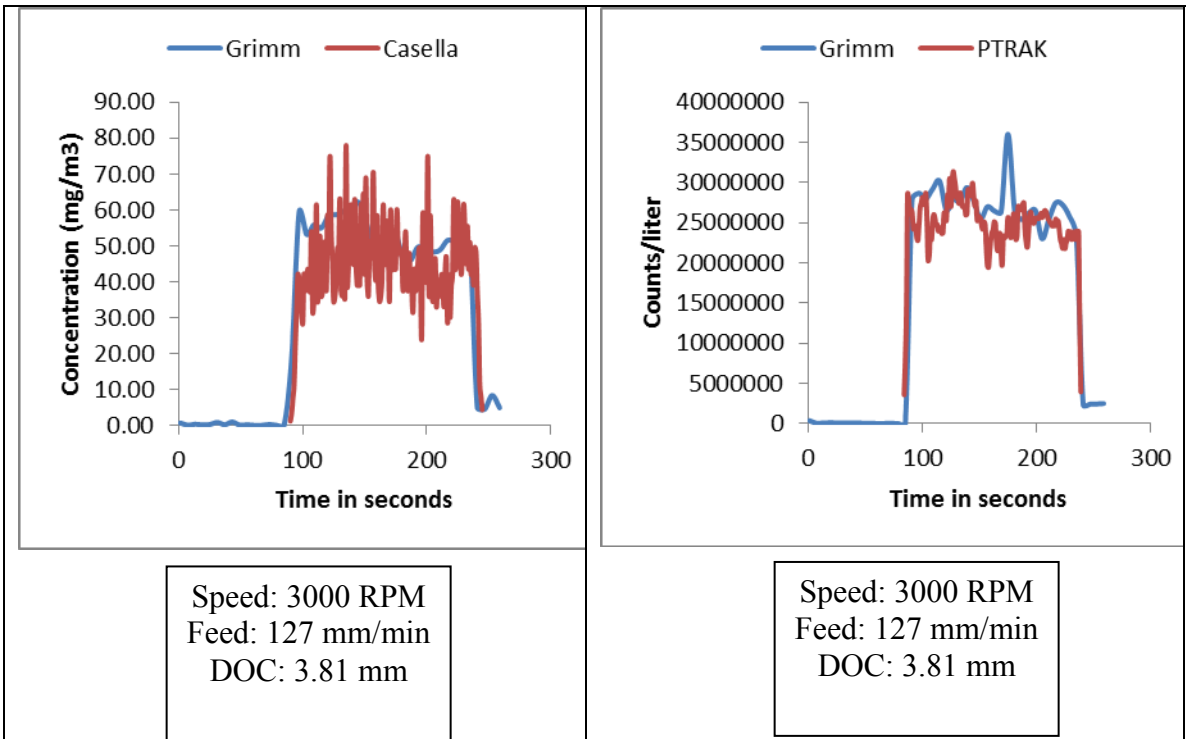 Grimm Casella
90.00
80.00
70.00
60.00
50.00
40.00
30.00
20.00
10.00
0.00
Concentration (mg/m3)
0 100 200 300
Time in seconds
Speed: 3000 RPM
Feed: 127 mm/min
DOC: 3.81 mm
Grimm PTRAK
40000000
35000000
30000000
25000000
20000000
15000000
10000000
5000000
0
Counts/liter
0 100 200 300
Time in seconds
Speed: 3000 RPM
Feed: 127 mm/min
DOC: 3.81 mm